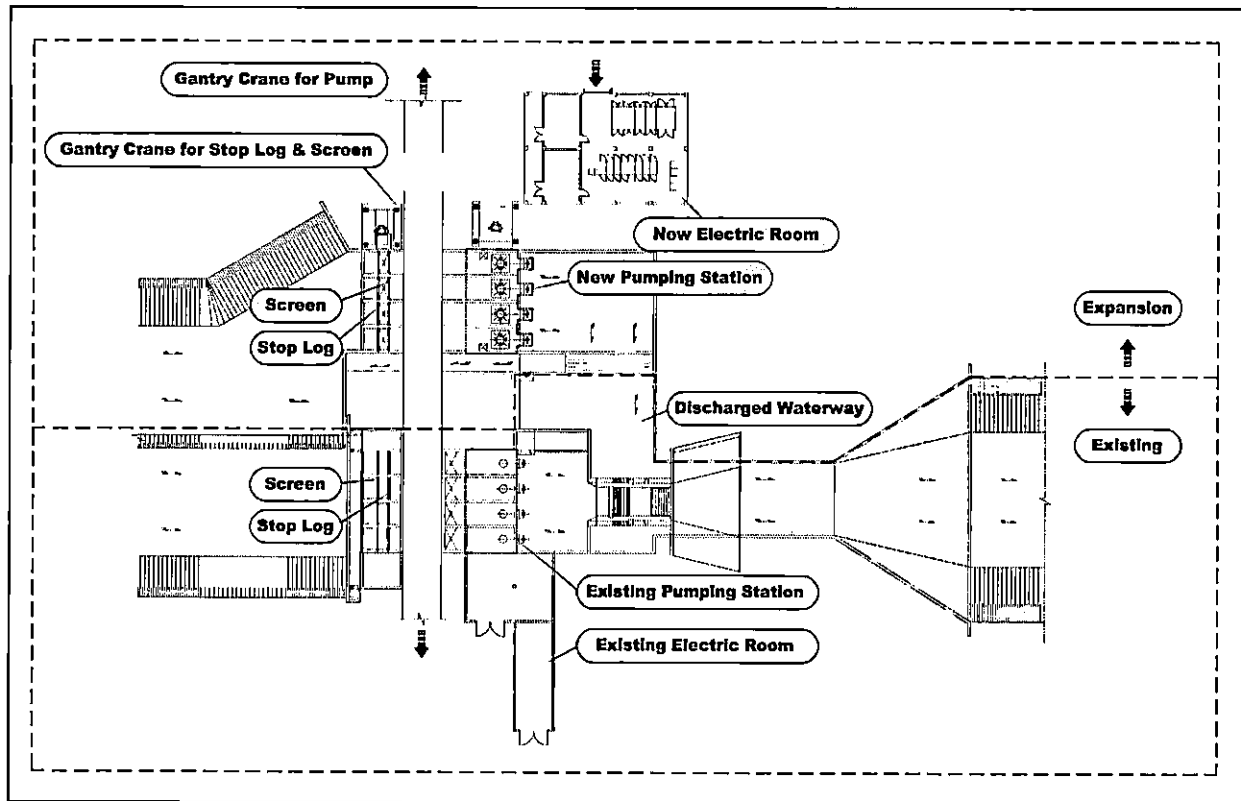 Gantry Crane for Pump
Gantry Crane for Stop Log & Screen
Now Electric Room
New Pumping Station
Screen
Stop Log
Expansion
Discharged Waterway
Existing
Screen
Stop Log
Existing Pumping Station
Existing Electric Room